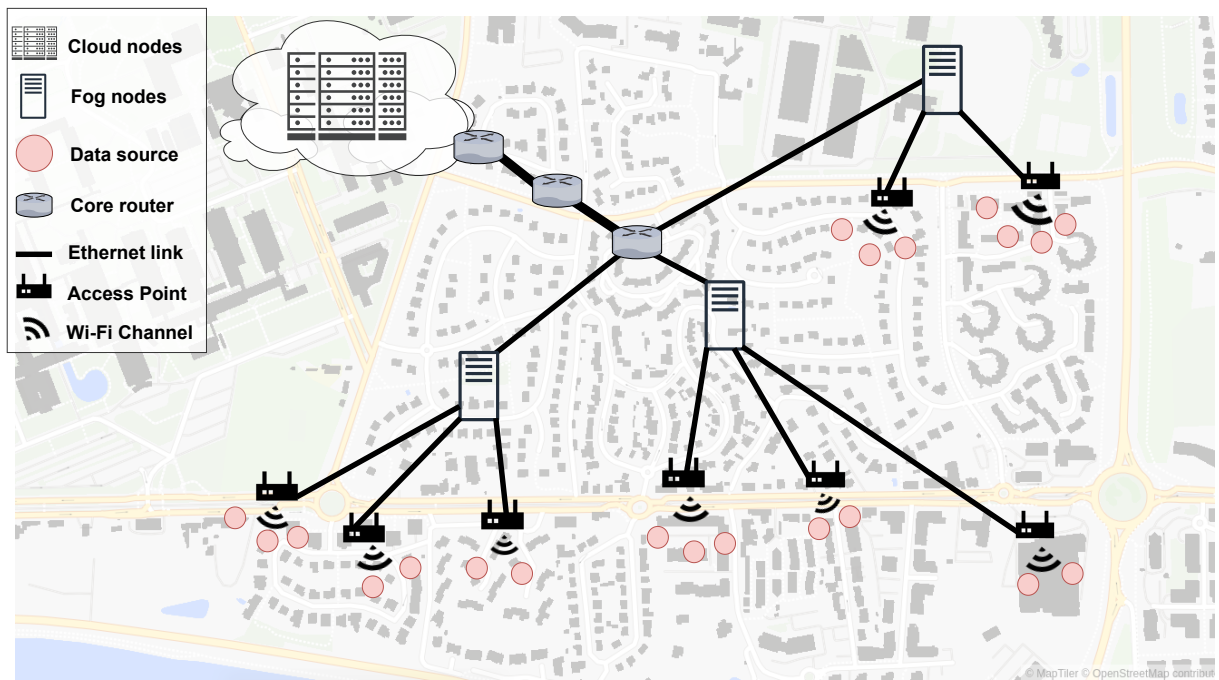 Cloud nodes
Fog nodes
Data source
Core router
Ethernet link
Access Point
Wi-Fi Channel
© MapTiler © OpenStreetMap contribut